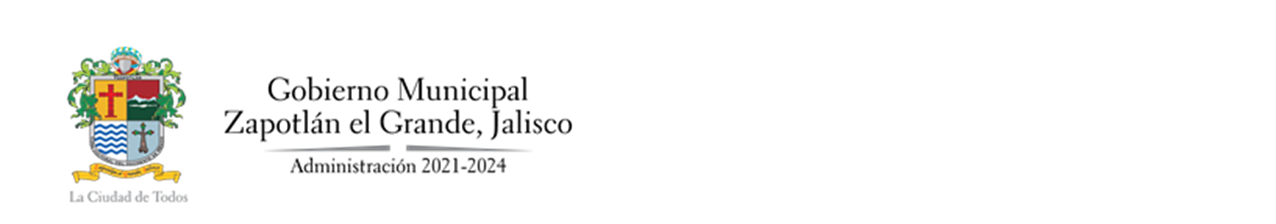 Gobierno Municipal
Zapotlán el Grande, Jalisco
Administración 2021-2024
La Ciudad de Todos